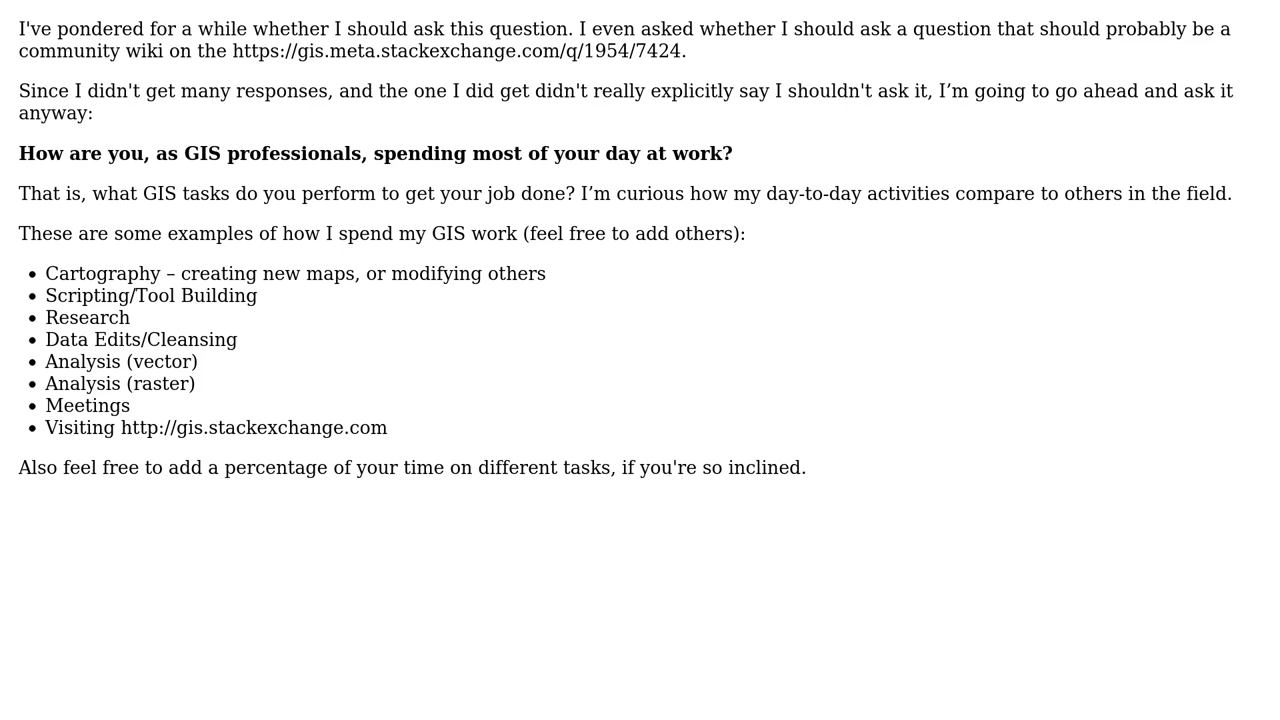 I've pondered for a while whether I should ask this question. I even asked whether I should ask a question that should probably be a
community wiki on the https://gis.meta.stackexchange.com/q/1954/7424.
Since I didn't get many responses, and the one I did get didn't really explicitly say I shouldn't ask it, I’m going to go ahead and ask it
anyway:
How are you, as GIS professionals, spending most of your day at work?
That is, what GIS tasks do you perform to get your job done? I’m curious how my day-to-day activities compare to others in the field.
These are some examples of how I spend my GIS work (feel free to add others):
• Cartography – creating new maps, or modifying others
• Scripting/Tool Building
• Research
• Data Edits/Cleansing
• Analysis (vector)
• Analysis (raster)
• Meetings
• Visiting http://gis.stackexchange.com
Also feel free to add a percentage of your time on different tasks, if you're so inclined.